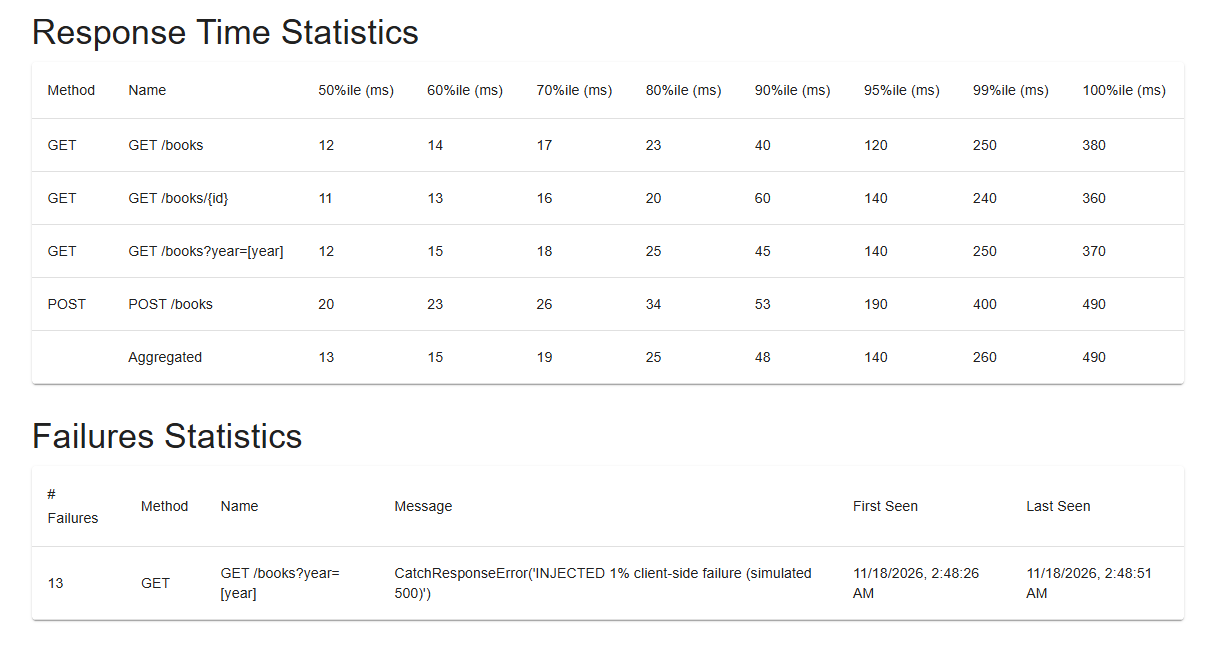 Response Time Statistics
Method Name 50%ile (ms) 60%ile (ms) 70%ile (ms) 80%ile (ms) 90%ile (ms) 95%ile (ms) 99%ile (ms) 100%ile (ms)
GET GET /books 12 14 17 23 40 120 250 380
GET GET /books/{id} 11 13 16 20 60 140 240 360
GET GET /books?year=[year] 12 15 18 25 45 140 250 370
POST POST /books 20 23 26 34 53 190 400 490
Aggregated 13 15 19 25 48 140 260 490
Failures Statistics
#
Failures Method Name Message First Seen Last Seen
13 GET GET /books?year= CatchResponseError('INJECTED 1% client-side failure (simulated 11/18/2026, 2:48:26 11/18/2026, 2:48:51
[year] 500)') AM AM